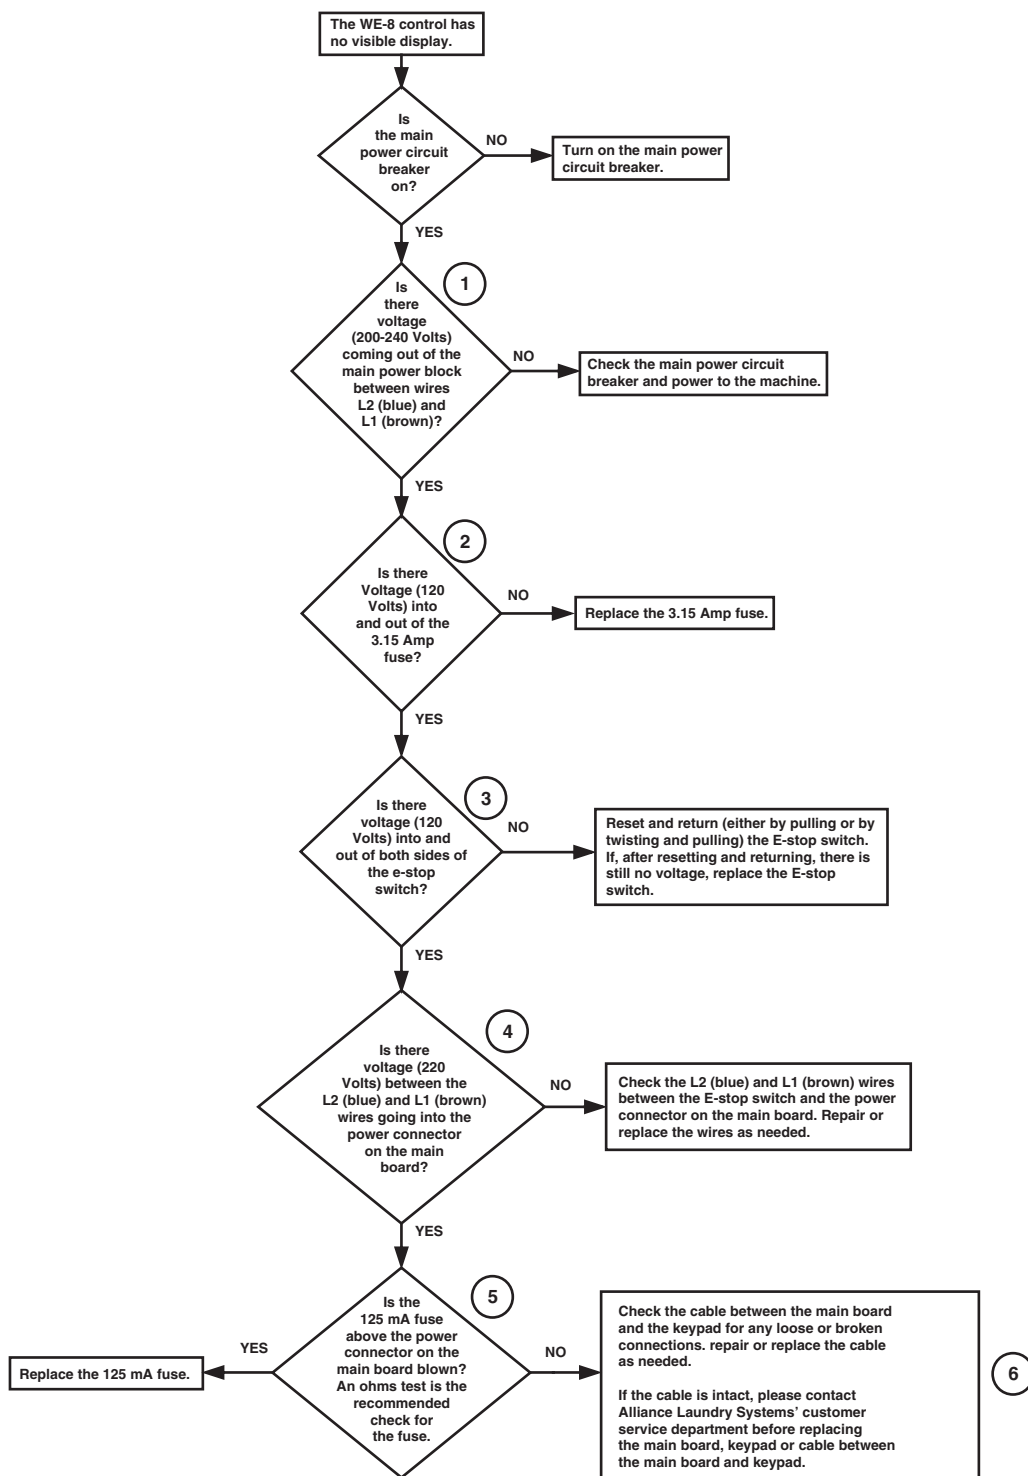 The WE-8 control has
no visible display.
Is
the main
power circuit
breaker
on?
NO
Turn on the main power
circuit breaker.
YES
1
Is
there
voltage
(200-240 Volts)
coming out of the
main power block
between wires
L2 (blue) and
L1 (brown)?
NO
Check the main power circuit
breaker and power to the machine.
YES
2
Is there
Voltage (120
Volts) into
and out of the
3.15 Amp
fuse?
NO
Replace the 3.15 Amp fuse.
YES
3
Is there
voltage (120
Volts) into and
out of both sides of
the e-stop
switch?
NO
Reset and return (either by pulling or by
twisting and pulling) the E-stop switch.
If, after resetting and returning, there is
still no voltage, replace the E-stop
switch.
YES
4
Is there
voltage (220
Volts) between the
L2 (blue) and L1 (brown)
wires going into the
power connector
on the main
board?
NO
Check the L2 (blue) and L1 (brown) wires
between the E-stop switch and the power
connector on the main board. Repair or
replace the wires as needed.
YES
5
Is the
125 mA fuse
above the power
connector on the
main board blown?
An ohms test is the
recommended
check for
the fuse.
YES
Replace the 125 mA fuse.
NO
Check the cable between the main board
and the keypad for any loose or broken
connections. repair or replace the cable
as needed.
If the cable is intact, please contact
Alliance Laundry Systems' customer
service department before replacing
the main board, keypad or cable between
the main board and keypad.
6